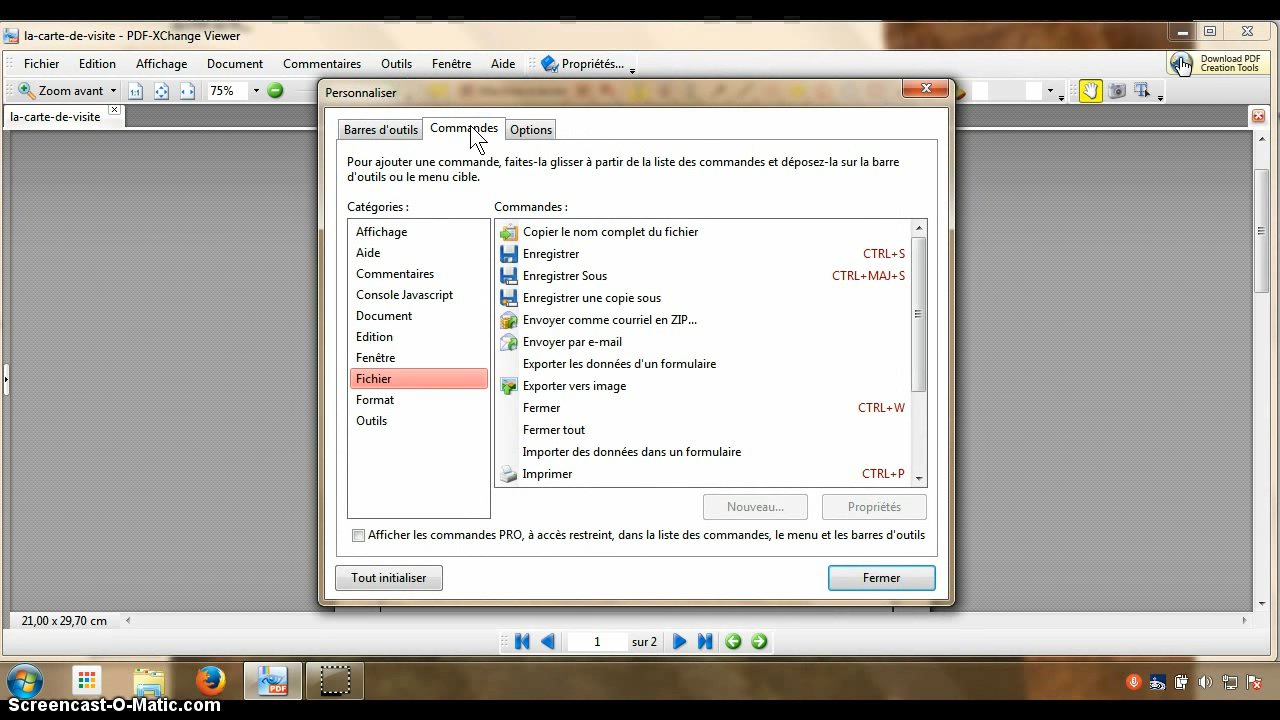 la-carte-de-visite - PDF-XChange Viewer
Fichier Edition Affichage Document Commentaires Outils Fenêtre Aide Propriétés... Download PDF
Creation Tools
Zoom avant 75%
la-carte-de-visite
Personnaliser
Barres d'outils Commandes Options
Pour ajouter une commande, faites-la glisser à partir de la liste des commandes et déposez-la sur la barre
d'outils ou le menu cible.
Catégories : Commandes :
Affichage
Aide
Commentaires
Console Javascript
Document
Edition
Fenêtre
Fichier
Format
Outils
Copier le nom complet du fichier
Enregistrer CTRL+S
Enregistrer Sous CTRL+MAJ+S
Enregistrer une copie sous
Envoyer comme courriel en ZIP...
Envoyer par e-mail
Exporter les données d'un formulaire
Exporter vers image
Fermer CTRL+W
Fermer tout
Importer des données dans un formulaire
Imprimer CTRL+P
Nouveau... Propriétés
Afficher les commandes PRO, à accès restreint, dans la liste des commandes, le menu et les barres d'outils
Tout initialiser Fermer
21,00 x 29,70 cm
1 sur 2
PDF
Screencast-O-Matic.com